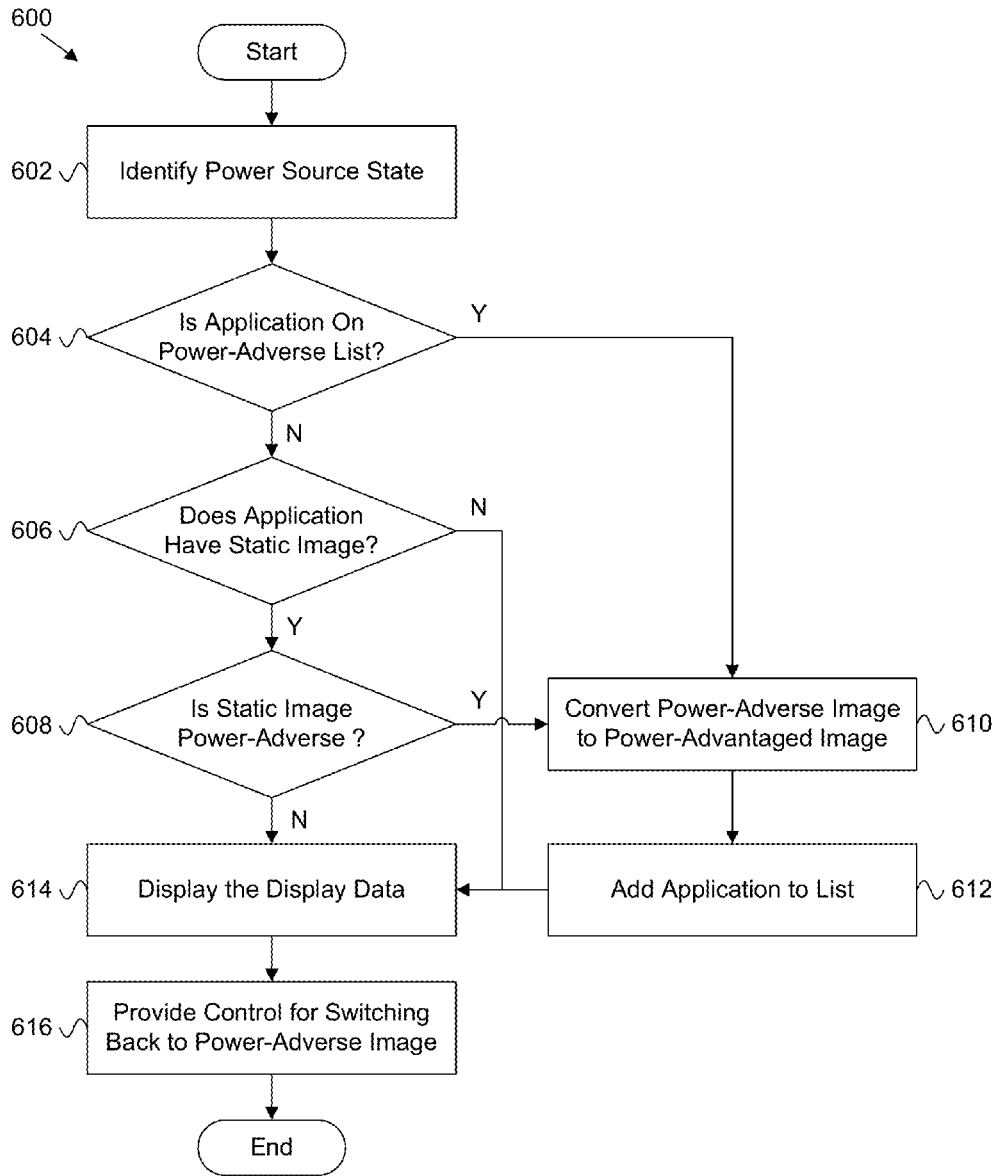 600
Start
602
Identify Power Source State
604
Is Application On
Power-Adverse List?
Y
N
606
Does Application
Have Static Image?
N
Y
608
Is Static Image
Power-Adverse ?
Y
N
Convert Power-Adverse Image
to Power-Advantaged Image
610
614
Display the Display Data
Add Application to List
612
616
Provide Control for Switching
Back to Power-Adverse Image
End